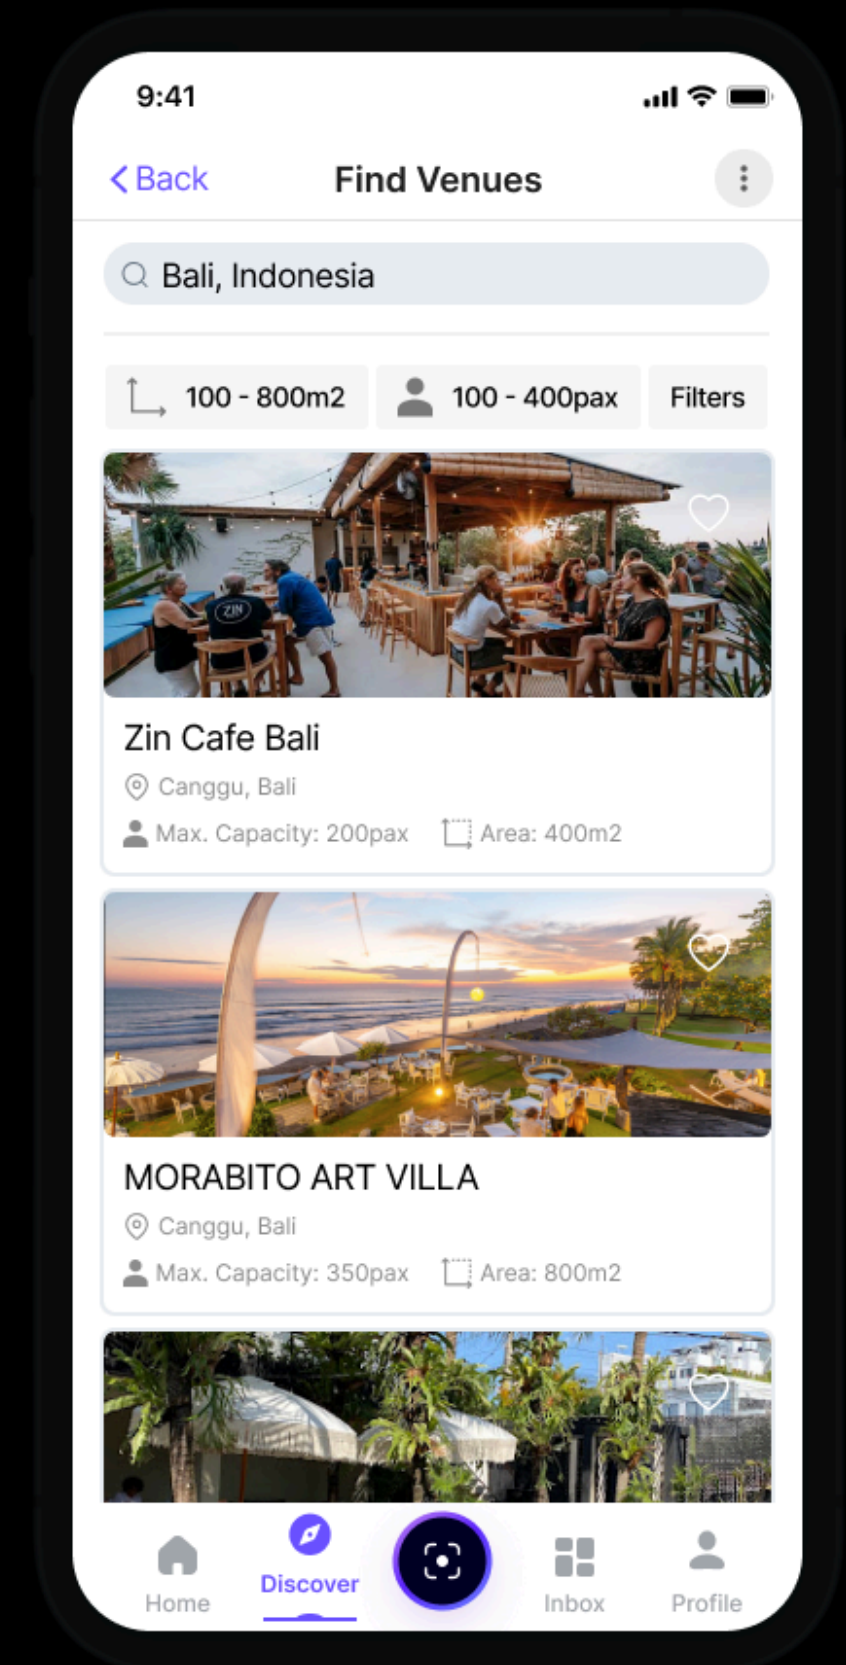 9:41
Back
Find Venues
Bali, Indonesia
100 - 800m2
100 - 400pax
Filters
ZIN
Zin Cafe Bali
Canggu, Bali
Max. Capacity: 200pax
Area: 400m2
MORABITO ART VILLA
Canggu, Bali
Max. Capacity: 350pax
Area: 800m2
Home
Discover
Inbox
Profile